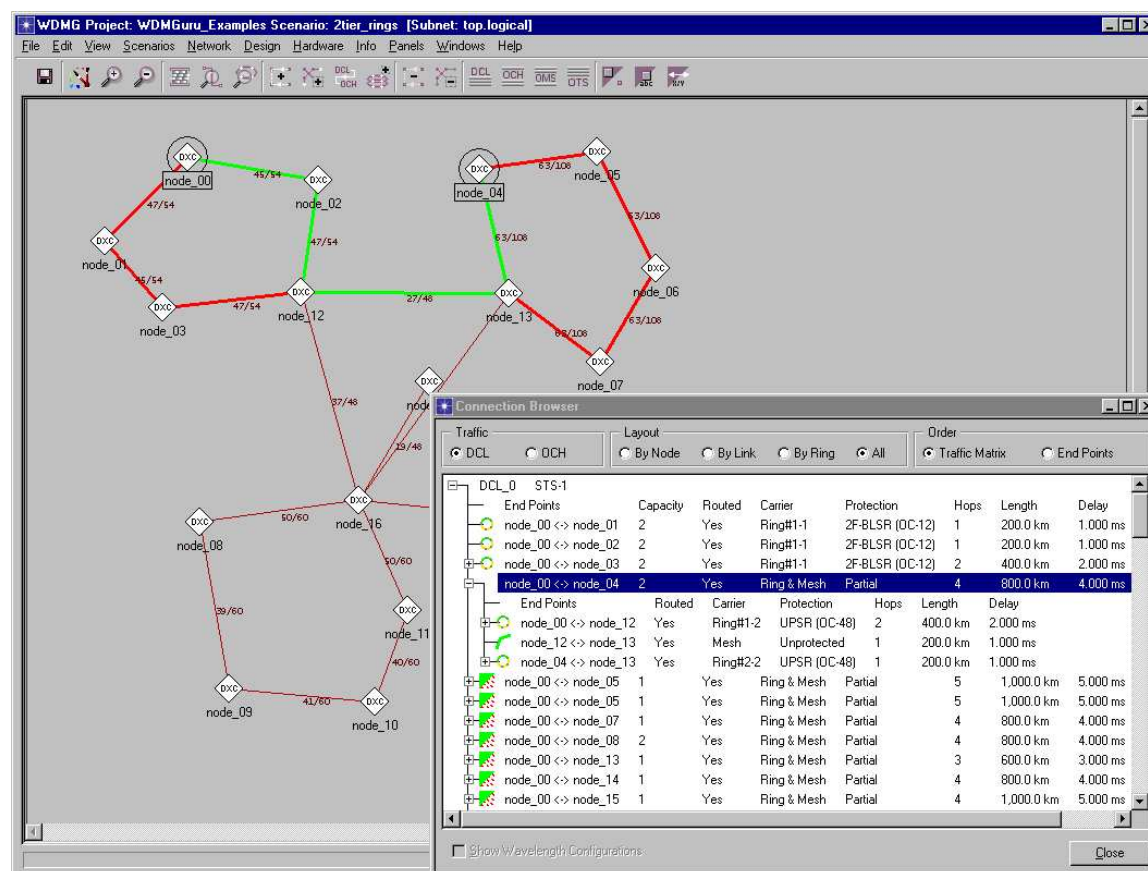 WDMG Project: WDMGuru_Examples Scenario: 2tier_rings [Subnet: top.logical]
File Edit View Scenarios Network Design Hardware Info Panels Windows Help
DCL OCH DCL OCH OMS OTS abc X/Y
DXC node_00
DXC node_02
DXC node_04
DXC node_05
45/54
63/108
47/54
47/54
63/108
63/108
DXC node_01
45/54
DXC node_03
47/54
DXC node_12
27/48
DXC node_13
DXC node_06
63/108
63/108
DXC node_07
DXC
37/48
19/48
DXC node_16
50/60
DXC node_08
50/60
39/60
DXC node_11
40/60
DXC node_09
41/60
DXC node_10
Connection Browser
Traffic Layout Order
DCL OCH By Node By Link By Ring All Traffic Matrix End Points
DCL_0 STS-1
End Points Capacity Routed Carrier Protection Hops Length Delay
node_00 <-> node_01 2 Yes Ring#1-1 2F-BLSR (OC-12) 1 200.0 km 1.000 ms
node_00 <-> node_02 2 Yes Ring#1-1 2F-BLSR (OC-12) 1 200.0 km 1.000 ms
node_00 <-> node_03 2 Yes Ring#1-1 2F-BLSR (OC-12) 2 400.0 km 2.000 ms
node_00 <-> node_04 2 Yes Ring & Mesh Partial 4 800.0 km 4.000 ms
End Points Routed Carrier Protection Hops Length Delay
node_00 <-> node_12 Yes Ring#1-2 UPSR (OC-48) 2 400.0 km 2.000 ms
node_12 <-> node_13 Yes Mesh Unprotected 1 200.0 km 1.000 ms
node_04 <-> node_13 Yes Ring#2-2 UPSR (OC-48) 1 200.0 km 1.000 ms
node_00 <-> node_05 1 Yes Ring & Mesh Partial 5 1,000.0 km 5.000 ms
node_00 <-> node_05 1 Yes Ring & Mesh Partial 5 1,000.0 km 5.000 ms
node_00 <-> node_07 1 Yes Ring & Mesh Partial 4 800.0 km 4.000 ms
node_00 <-> node_08 2 Yes Ring & Mesh Partial 4 800.0 km 4.000 ms
node_00 <-> node_13 1 Yes Ring & Mesh Partial 3 600.0 km 3.000 ms
node_00 <-> node_14 1 Yes Ring & Mesh Partial 4 800.0 km 4.000 ms
node_00 <-> node_15 1 Yes Ring & Mesh Partial 4 1,000.0 km 5.000 ms
Show Wavelength Configurations
Close